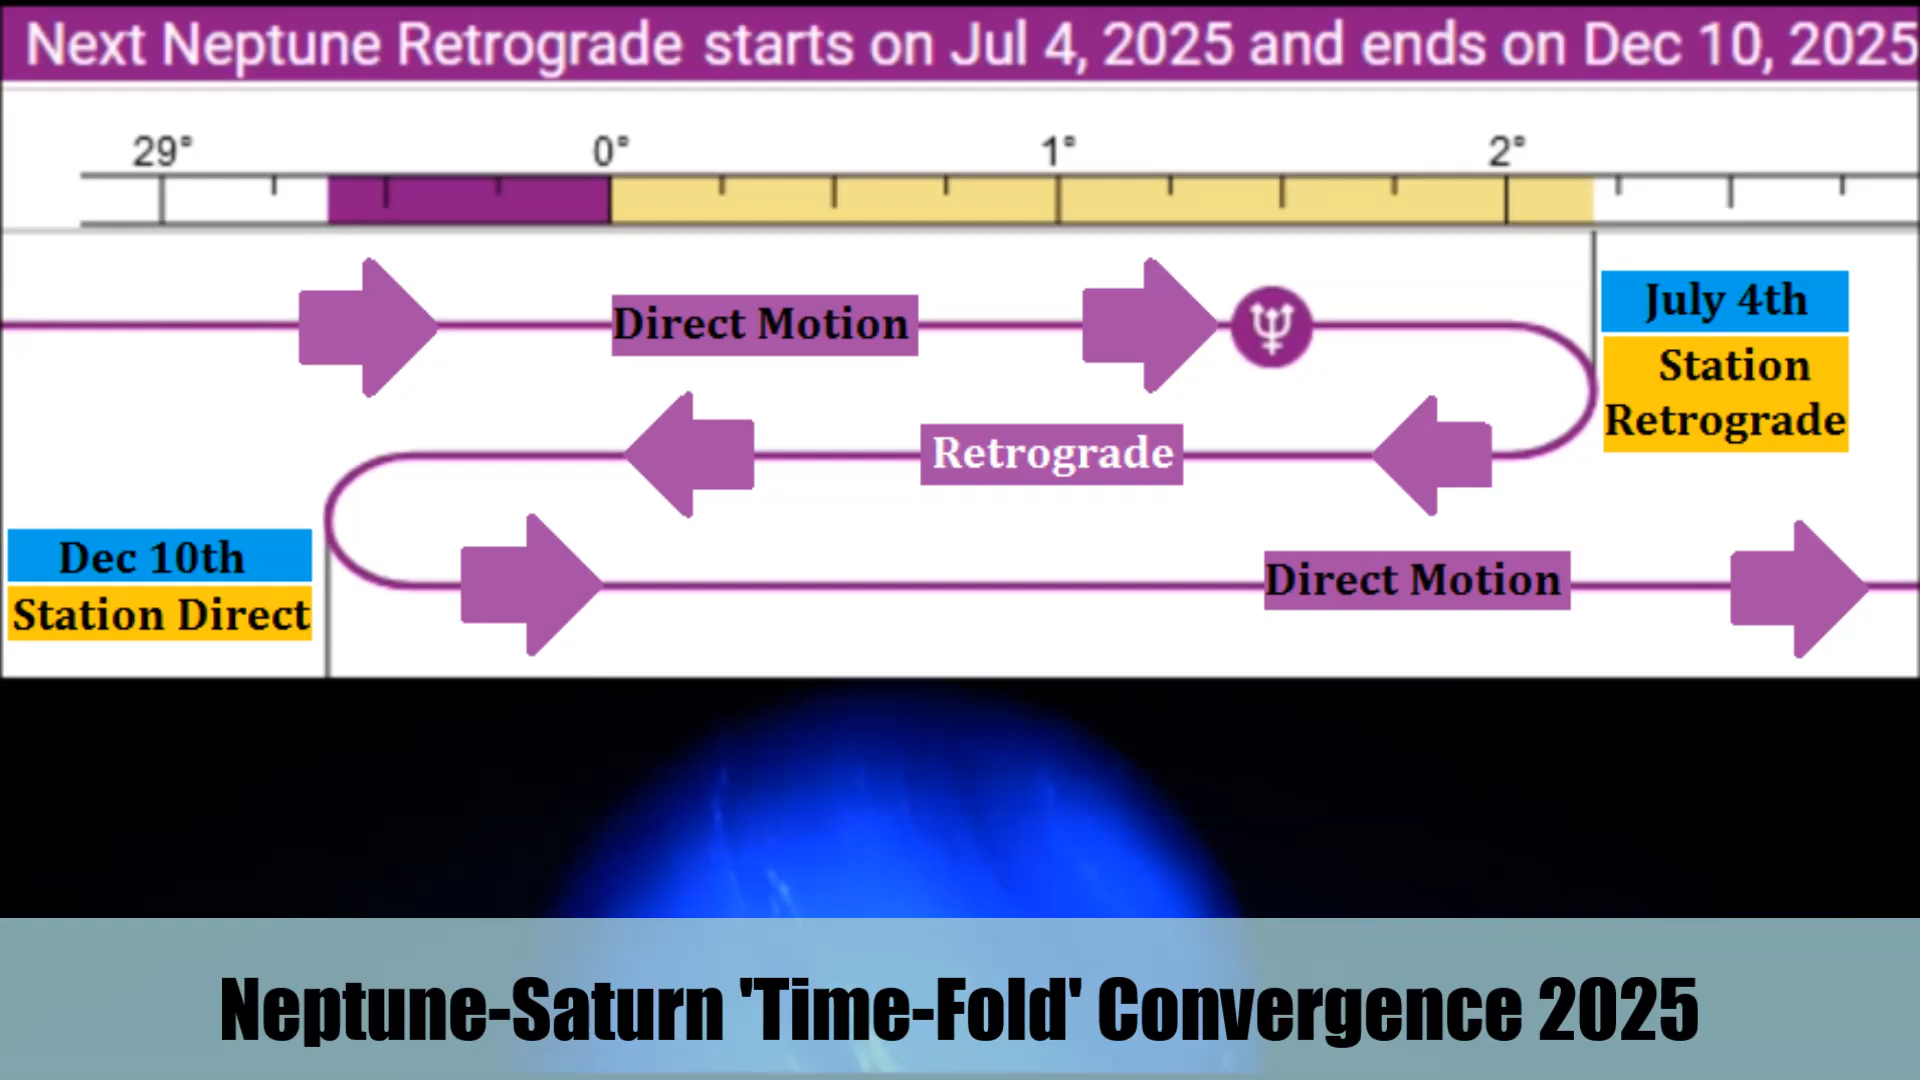 Next Neptune Retrograde starts on Jul 4, 2025 and ends on Dec 10, 2025
29° 0° 1° 2°
Direct Motion
July 4th
Station
Retrograde
Retrograde
Dec 10th
Station Direct
Direct Motion
Neptune-Saturn 'Time-Fold' Convergence 2025